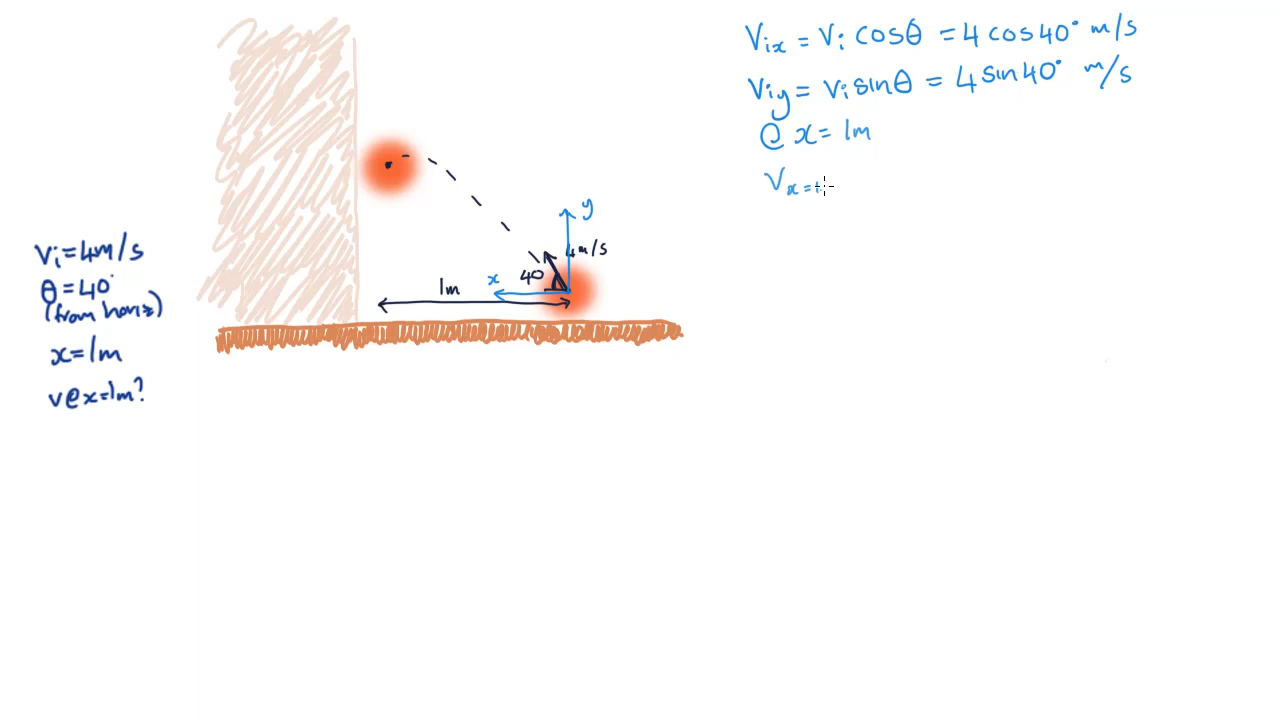 Vix = Vi cosθ = 4 cos40° m/s
Viy = Vi sinθ = 4 sin40° m/s
@ x = 1m
Vx =
y
4m/s
40
x
1m
Vi = 4m/s
θ = 40°
(from horiz)
x = 1m
v@x=1m?